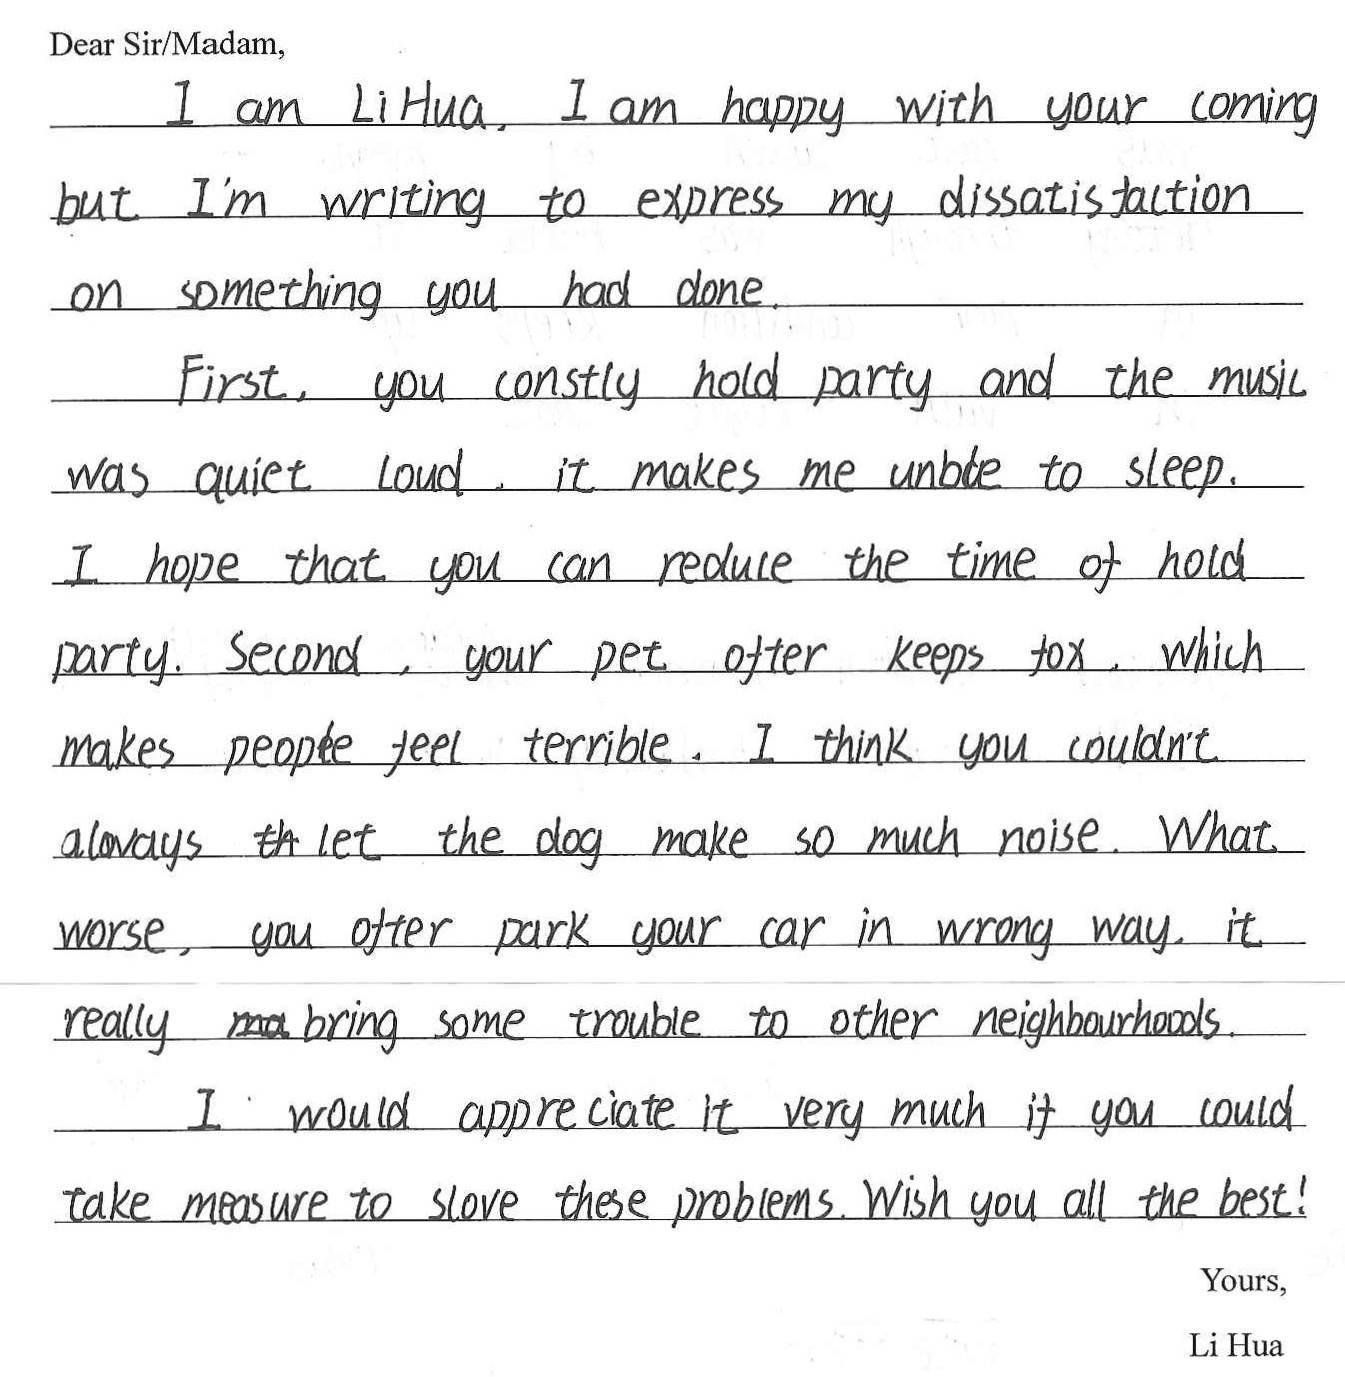 Dear Sir/Madam,
I am Li Hua, I am happy with your coming
but I'm writing to express my dissatisfaction
on something you had done.
First, you constly hold party and the music
was quiet loud. it makes me unble to sleep.
I hope that you can reduce the time of hold
party. Second, your pet ofter keeps fox, which
makes people feel terrible. I think you couldn't
always th let the dog make so much noise. What
worse, you ofter park your car in wrong way. it
really ma bring some trouble to other neighbourhoods.
I would appreciate it very much if you could
take measure to slove these problems. Wish you all the best!
Yours,
Li Hua